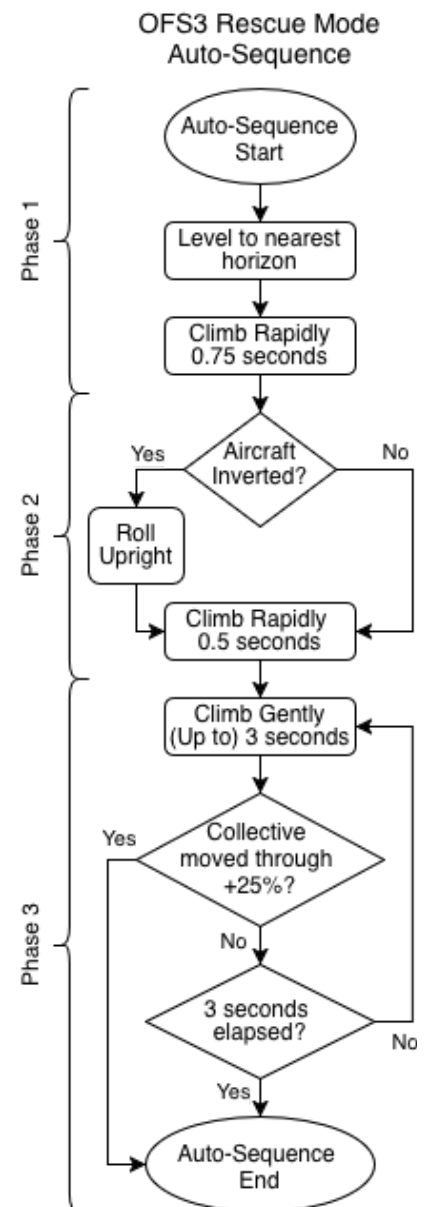 OFS3 Rescue Mode
Auto-Sequence
Phase 1
Auto-Sequence
Start
Level to nearest
horizon
Climb Rapidly
0.75 seconds
Phase 2
Aircraft
Inverted?
Yes
No
Roll
Upright
Climb Rapidly
0.5 seconds
Phase 3
Climb Gently
(Up to) 3 seconds
Collective
moved through
+25%?
Yes
No
3 seconds
elapsed?
No
Yes
Auto-Sequence
End